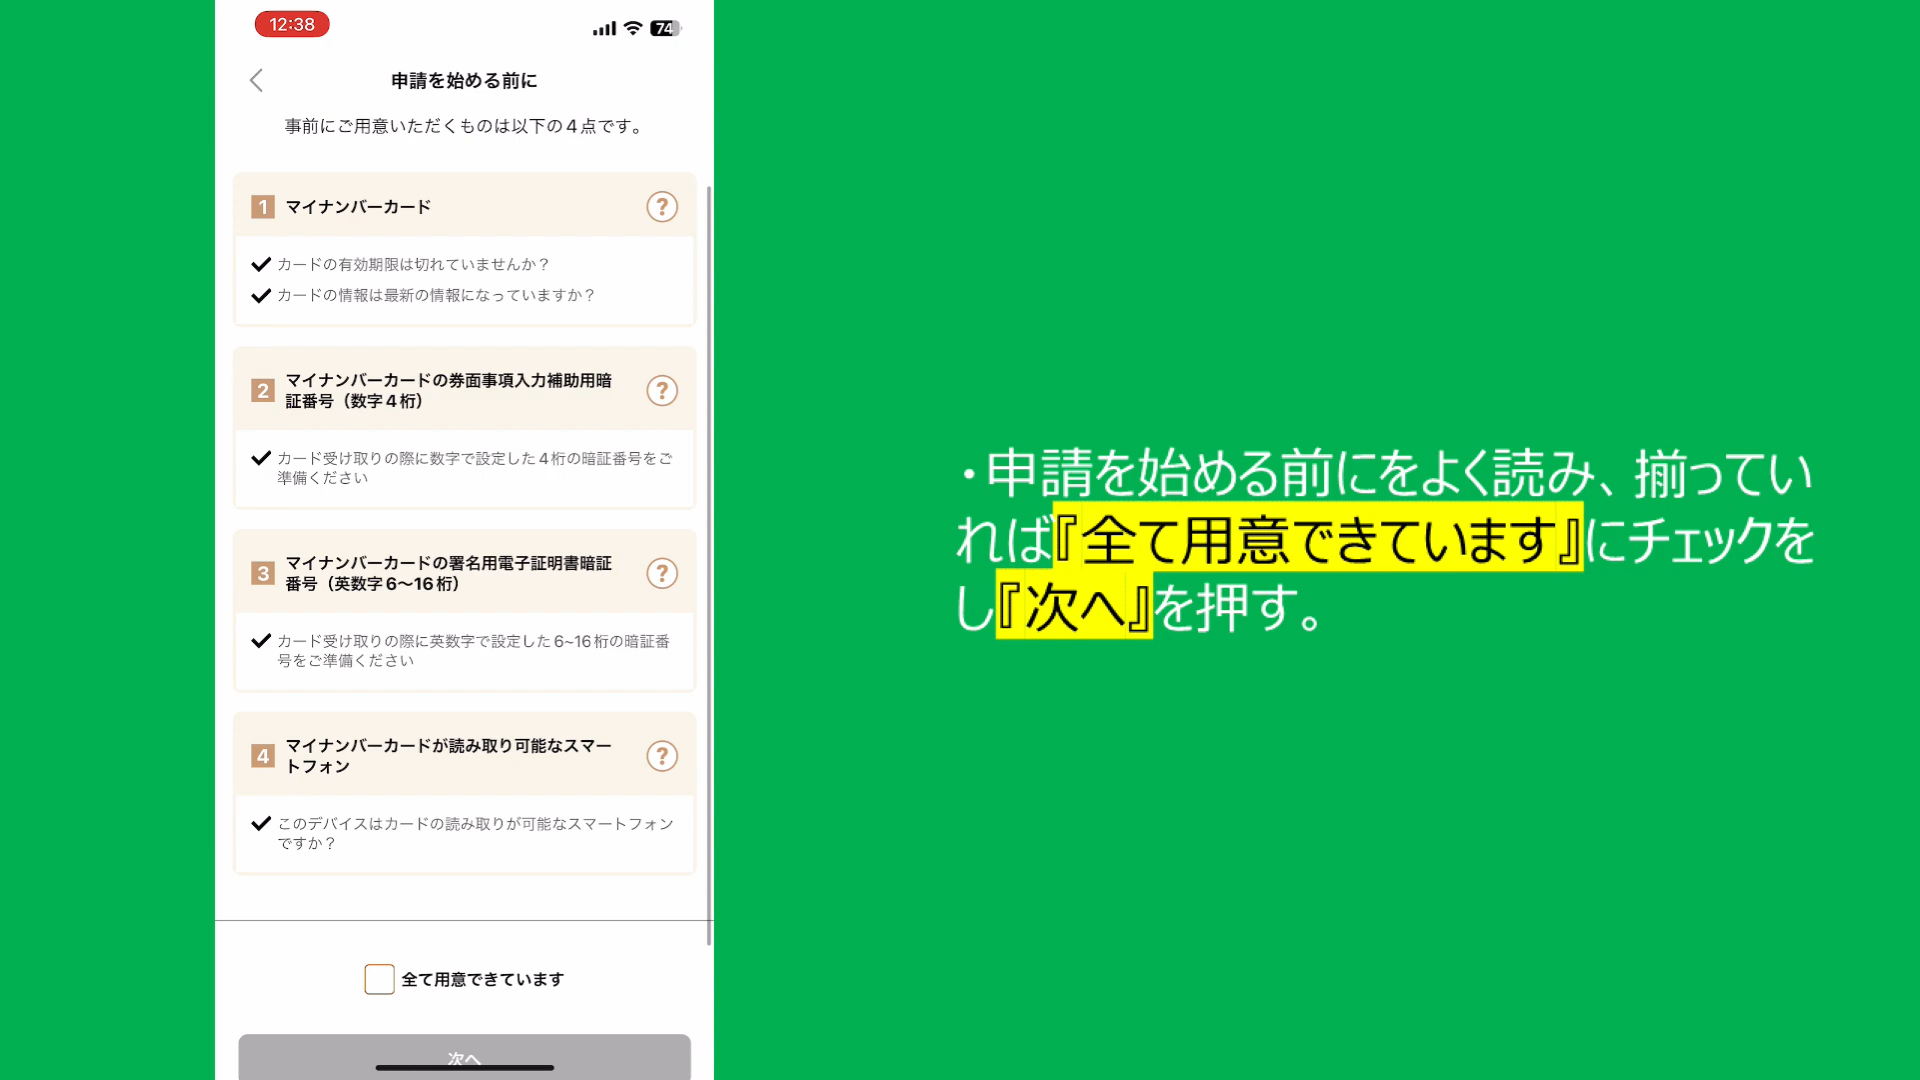 12:38
74
申請を始める前に
事前にご用意いただくものは以下の4点です。
1 マイナンバーカード ?
カードの有効期限は切れていませんか？
カードの情報は最新の情報になっていますか？
2 マイナンバーカードの券面事項入力補助用暗
証番号（数字4桁） ?
カード受け取りの際に数字で設定した4桁の暗証番号をご
準備ください
3 マイナンバーカードの署名用電子証明書暗証
番号（英数字6〜16桁） ?
カード受け取りの際に英数字で設定した6~16桁の暗証番
号をご準備ください
4 マイナンバーカードが読み取り可能なスマー
トフォン ?
このデバイスはカードの読み取りが可能なスマートフォン
ですか？
全て用意できています
次へ
・申請を始める前にをよく読み、揃ってい
れば『全て用意できています』にチェックを
し『次へ』を押す。